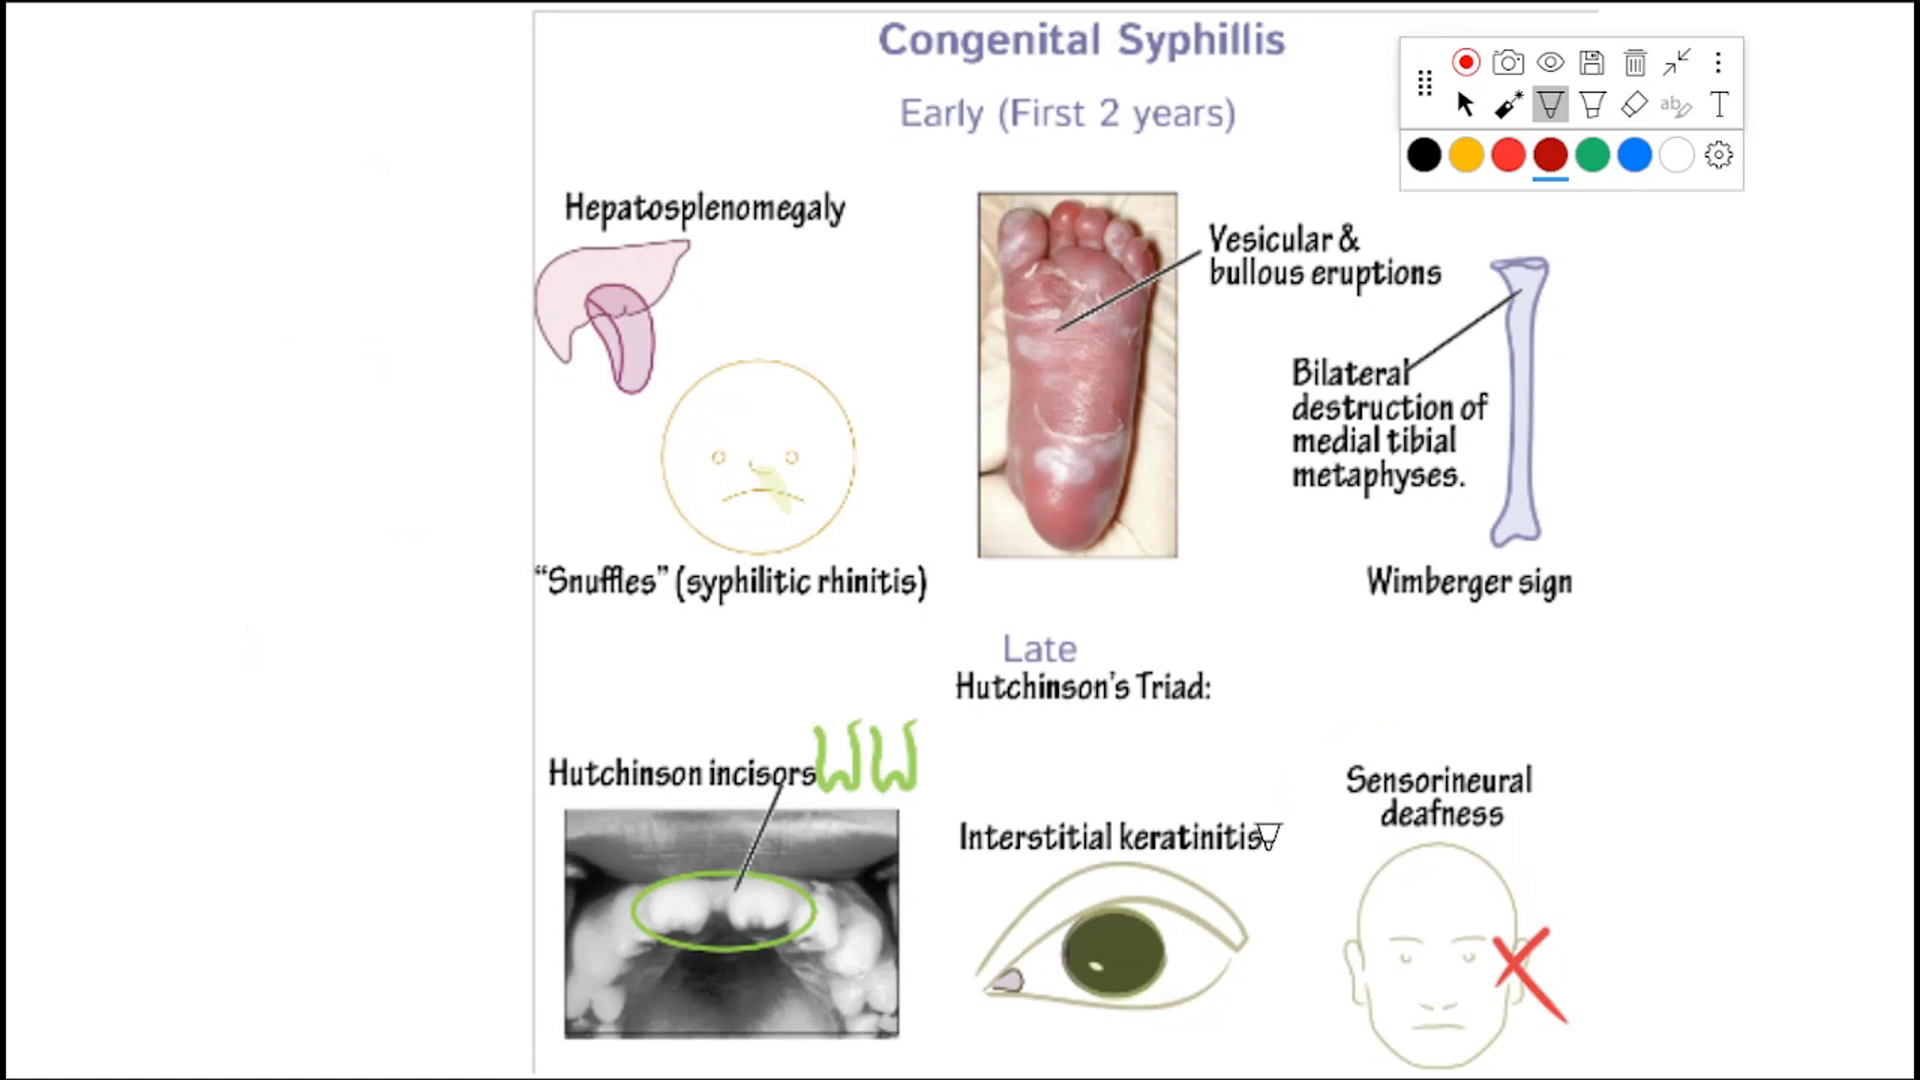 Congenital Syphillis
Early (First 2 years)
Hepatosplenomegaly
Vesicular &
bullous eruptions
Bilateral
destruction of
medial tibial
metaphyses.
"Snuffles" (syphilitic rhinitis)
Wimberger sign
Late
Hutchinson's Triad:
Hutchinson incisors
Interstitial keratinitis
Sensorineural
deafness
ab
T